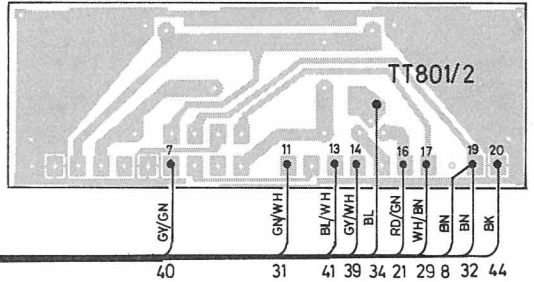 TT801/2
7 11 13 14 16 17 19 20
GY/GN GN/WH BL/WH GY/WH BL RD/GN WH/BN BN BN BK
40 31 41 39 34 21 29 8 32 44